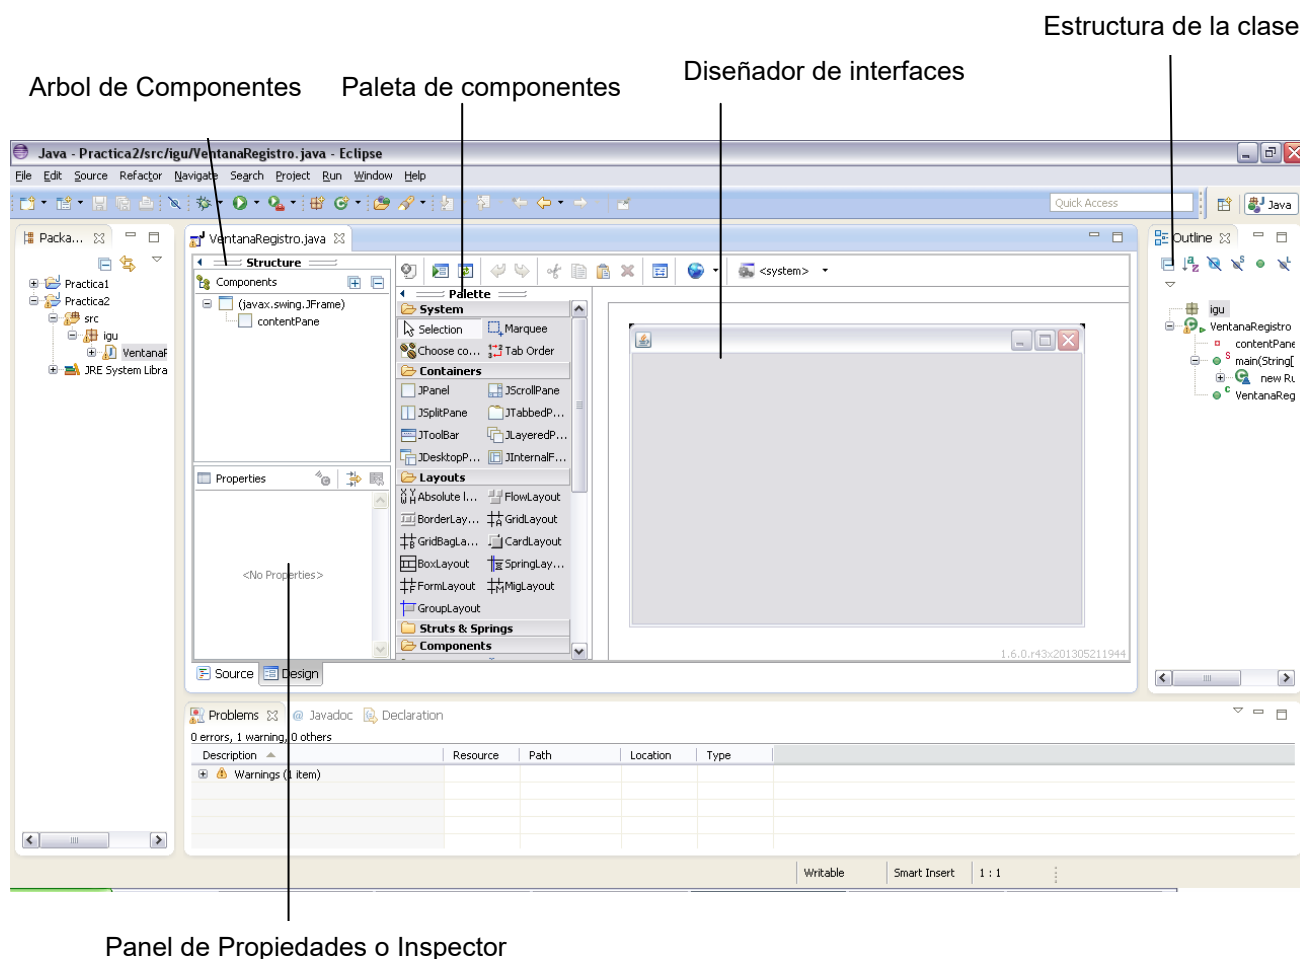 Estructura de la clase
Diseñador de interfaces
Arbol de Componentes
Paleta de componentes
Java - Practica2/src/igu/VentanaRegistro.java - Eclipse
File Edit Source Refactor Navigate Search Project Run Window Help
Quick Access
Java
Packa...
VentanaRegistro.java
Outline
Structure
Components
(javax.swing.JFrame)
contentPane
<system>
Practica1
Practica2
src
igu
VentanaR
JRE System Libra
Palette
System
Selection Marquee
Choose co... Tab Order
Containers
JPanel JScrollPane
JSplitPane JTabbedP...
JToolBar JLayeredP...
JDesktopP... JInternalF...
Layouts
Absolute l... FlowLayout
BorderLay... GridLayout
GridBagLa... CardLayout
BoxLayout SpringLay...
FormLayout MigLayout
GroupLayout
Struts & Springs
Components
Properties
<No Properties>
igu
VentanaRegistro
contentPane
main(String[
new Ru
VentanaReg
1.6.0.r43x201305211944
Source Design
Problems Javadoc Declaration
0 errors, 1 warning, 0 others
Description Resource Path Location Type
Warnings (1 item)
Writable Smart Insert 1 : 1
Panel de Propiedades o Inspector